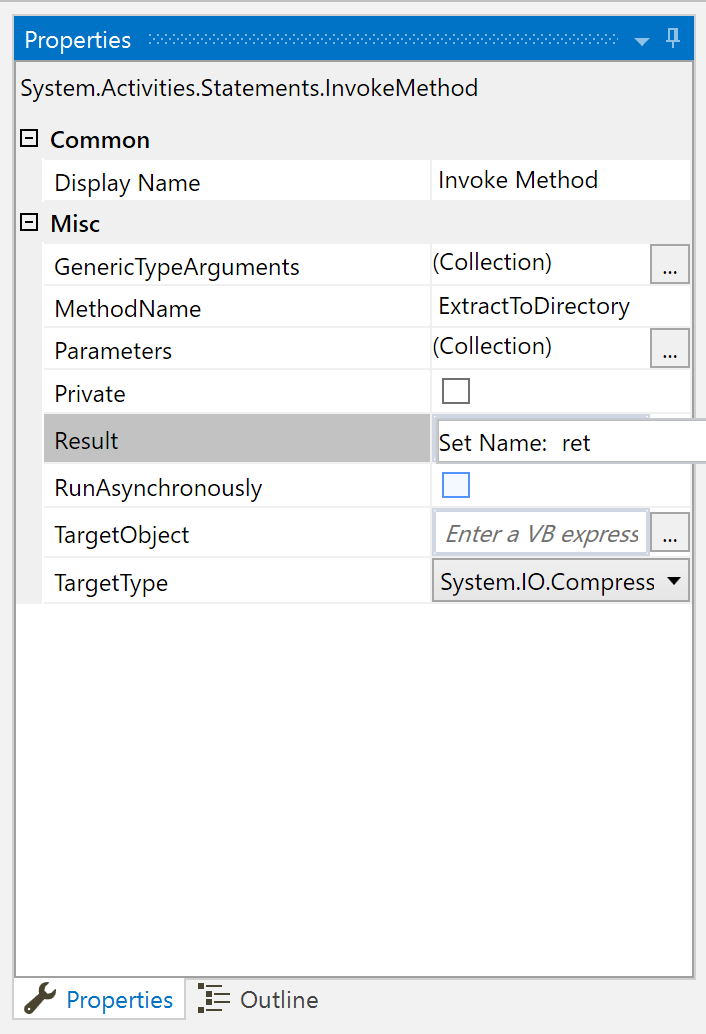 Properties
System.Activities.Statements.InvokeMethod
Common
Display Name Invoke Method
Misc
GenericTypeArguments (Collection) ...
MethodName ExtractToDirectory
Parameters (Collection) ...
Private
Result Set Name: ret
RunAsynchronously
TargetObject Enter a VB express ...
TargetType System.IO.Compress
Properties Outline